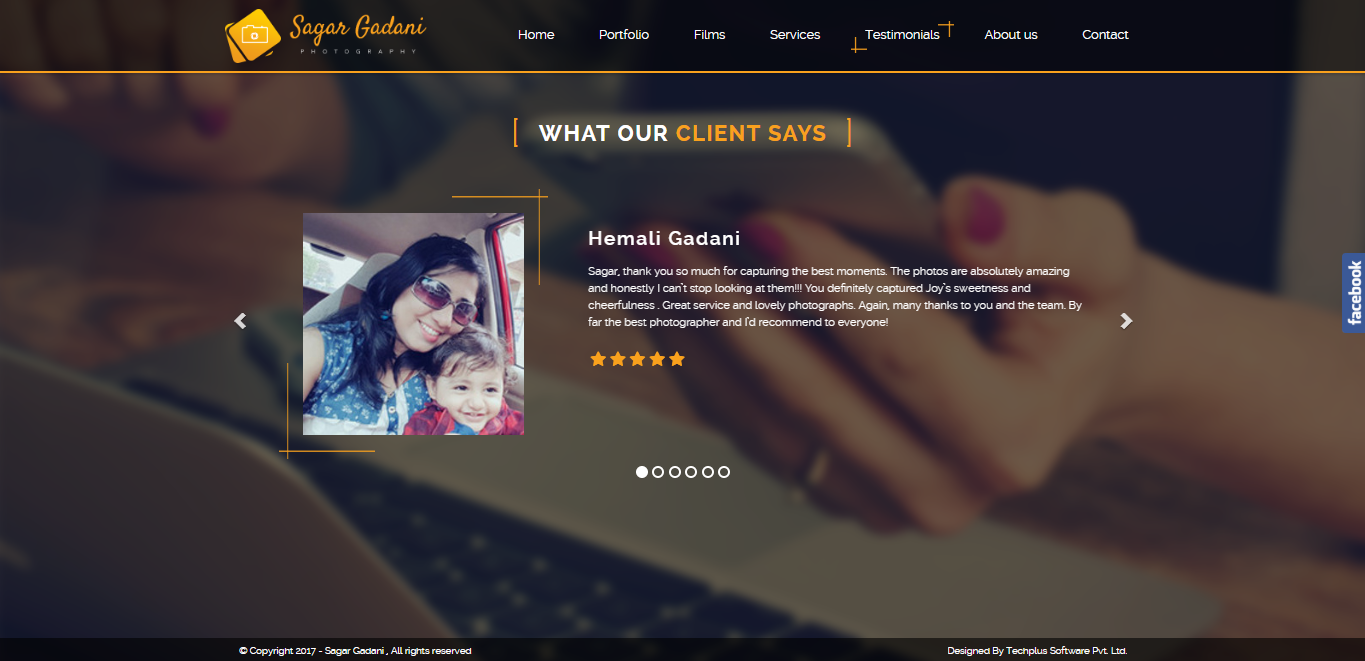 Sagar Gadani
PHOTOGRAPHY
Home Portfolio Films Services Testimonials About us Contact
WHAT OUR CLIENT SAYS
Hemali Gadani
Sagar, thank you so much for capturing the best moments. The photos are absolutely amazing
and honestly I can't stop looking at them!!! You definitely captured Joy's sweetness and
cheerfulness . Great service and lovely photographs. Again, many thanks to you and the team. By
far the best photographer and I'd recommend to everyone!
facebook
© Copyright 2017 - Sagar Gadani , All rights reserved
Designed By Techplus Software Pvt. Ltd.